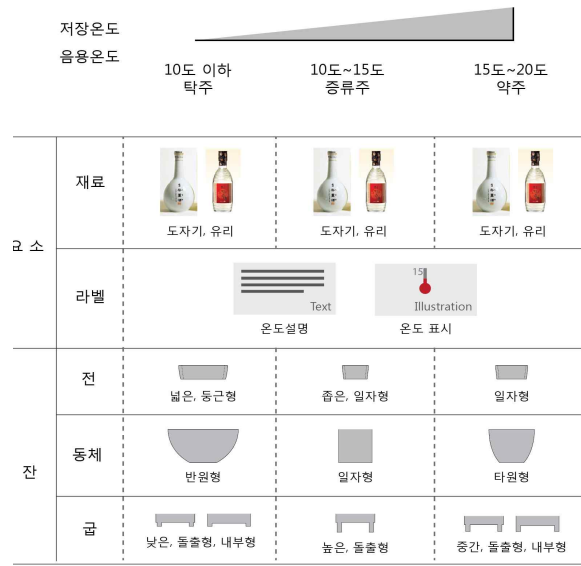 저장온도
음용온도
10도 이하 10도~15도 15도~20도
탁주 증류주 약주
요 소
재료
도자기, 유리 도자기, 유리 도자기, 유리
라벨
Text
15
Illustration
온도설명 온도 표시
잔
전
넓은, 둥근형 좁은, 일자형 일자형
동체
반원형 일자형 타원형
굽
낮은, 돌출형, 내부형 높은, 돌출형 중간, 돌출형, 내부형